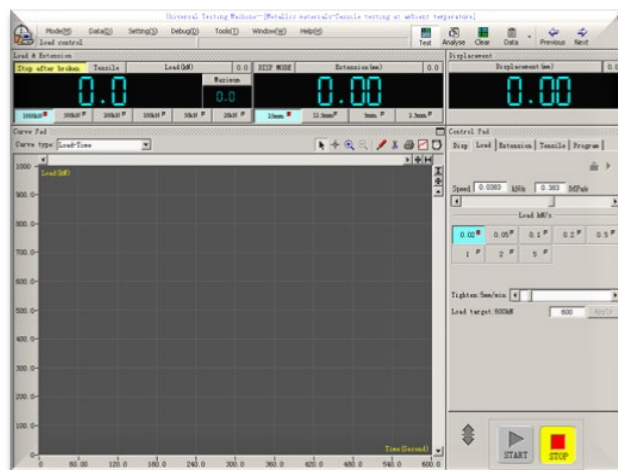 Universal Testing Machine--[Metallic materials-Tensile testing at ambient temperature]
Mode(M) Data(D) Setting(S) Debug(D) Tools(T) Window(W) Help(H)
load control
Test Analyse Clear Data Previous Next
Load & Extension
Stop after broken Tensile Load(kN) 0.0 DISP MODE Extension(mm) 0.0
0.0 Maximum 0.0 0.00
1000kN 500kN 200kN 100kN 50kN 20kN 25mm 12.5mm 5mm 2.5mm
Displacement
Displacement(mm) 0.0
0.00
Curve Pad
Curve type: Load-Time
Load(kN)
1000
900.0
800.0
700.0
600.0
500.0
400.0
300.0
200.0
100.0
0.0
0.00 60.00 120.0 180.0 240.0 300.0 360.0 420.0 480.0 540.0 600.0
Time(Second)
Control Pad
Disp Load Extension Tensile Program
Speed 0.0383 kN/s 0.383 MPa/s
Load kN/s
0.02 0.05 0.1 0.2 0.5
1 2 5
Tighten:5mm/min
Load target:600kN 600 Apply
START STOP